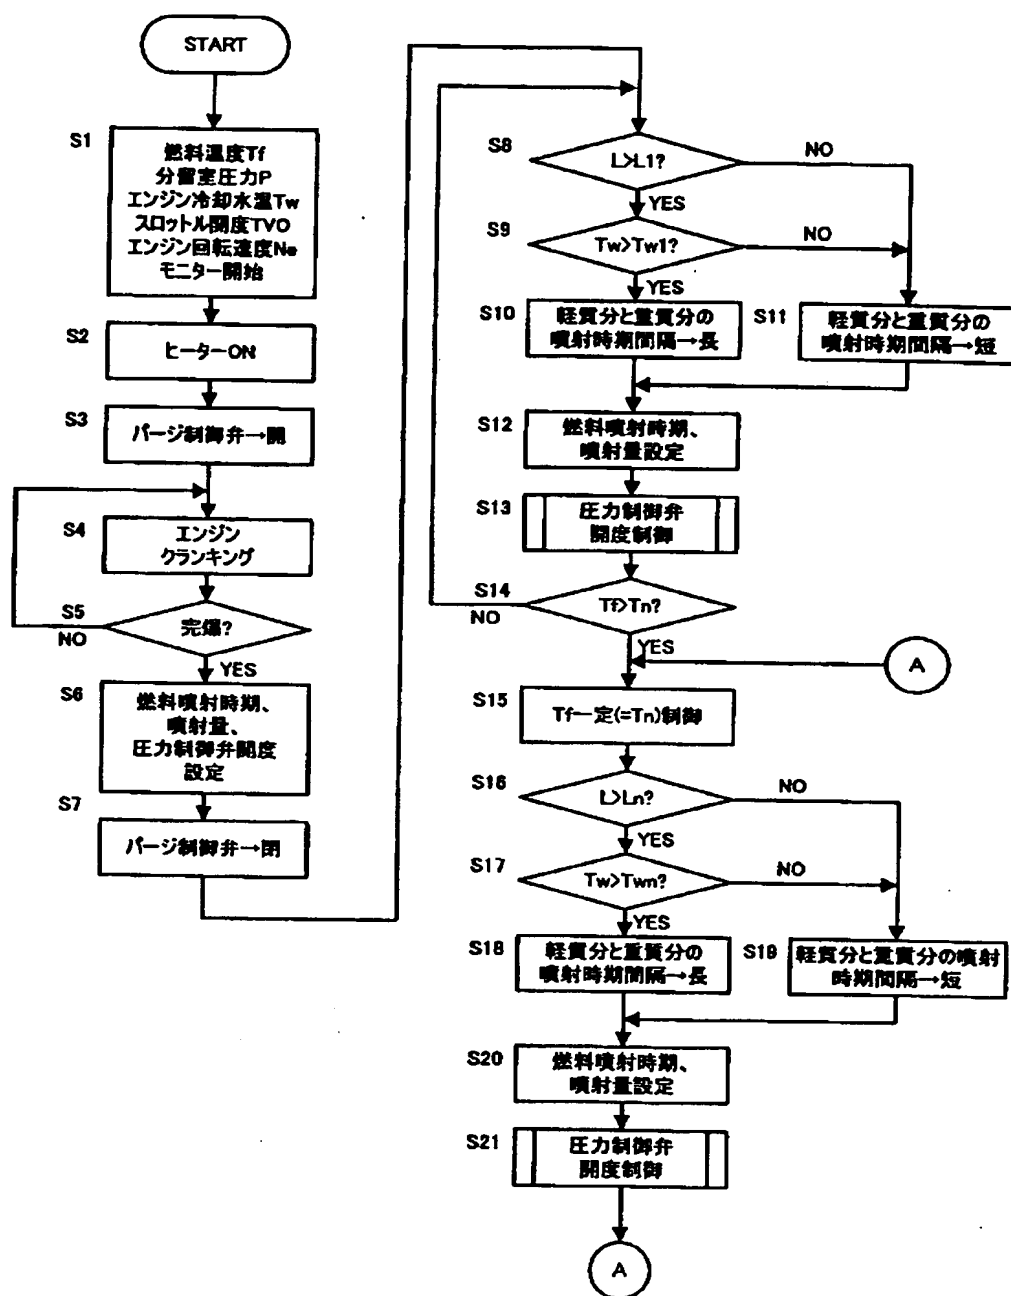 START
S1
燃料温度Tf
分留室圧力P
エンジン冷却水温Tw
スロットル開度TVO
エンジン回転速度Ne
モニター開始
S2
ヒーターON
S3
パージ制御弁→開
S4
エンジン
クランキング
S5
完爆?
NO
YES
S6
燃料噴射時期、
噴射量、
圧力制御弁開度
設定
S7
パージ制御弁→閉
S8
L>L1?
NO
YES
S9
Tw>Tw1?
NO
YES
S10
軽質分と重質分の
噴射時期間隔→長
S11
軽質分と重質分の
噴射時期間隔→短
S12
燃料噴射時期、
噴射量設定
S13
圧力制御弁
開度制御
S14
Tf>Tn?
NO
YES
A
S15
Tf一定(=Tn)制御
S16
L>Ln?
NO
YES
S17
Tw>Twn?
NO
YES
S18
軽質分と重質分の
噴射時期間隔→長
S19
軽質分と重質分の噴射
時期間隔→短
S20
燃料噴射時期、
噴射量設定
S21
圧力制御弁
開度制御
A